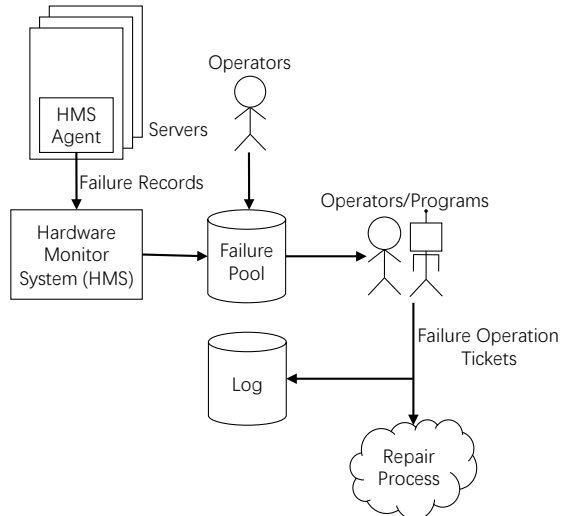 Operators
HMS
Agent
Servers
Failure Records
Operators/Programs
Hardware
Monitor
System (HMS)
Failure
Pool
Failure Operation
Tickets
Log
Repair
Process